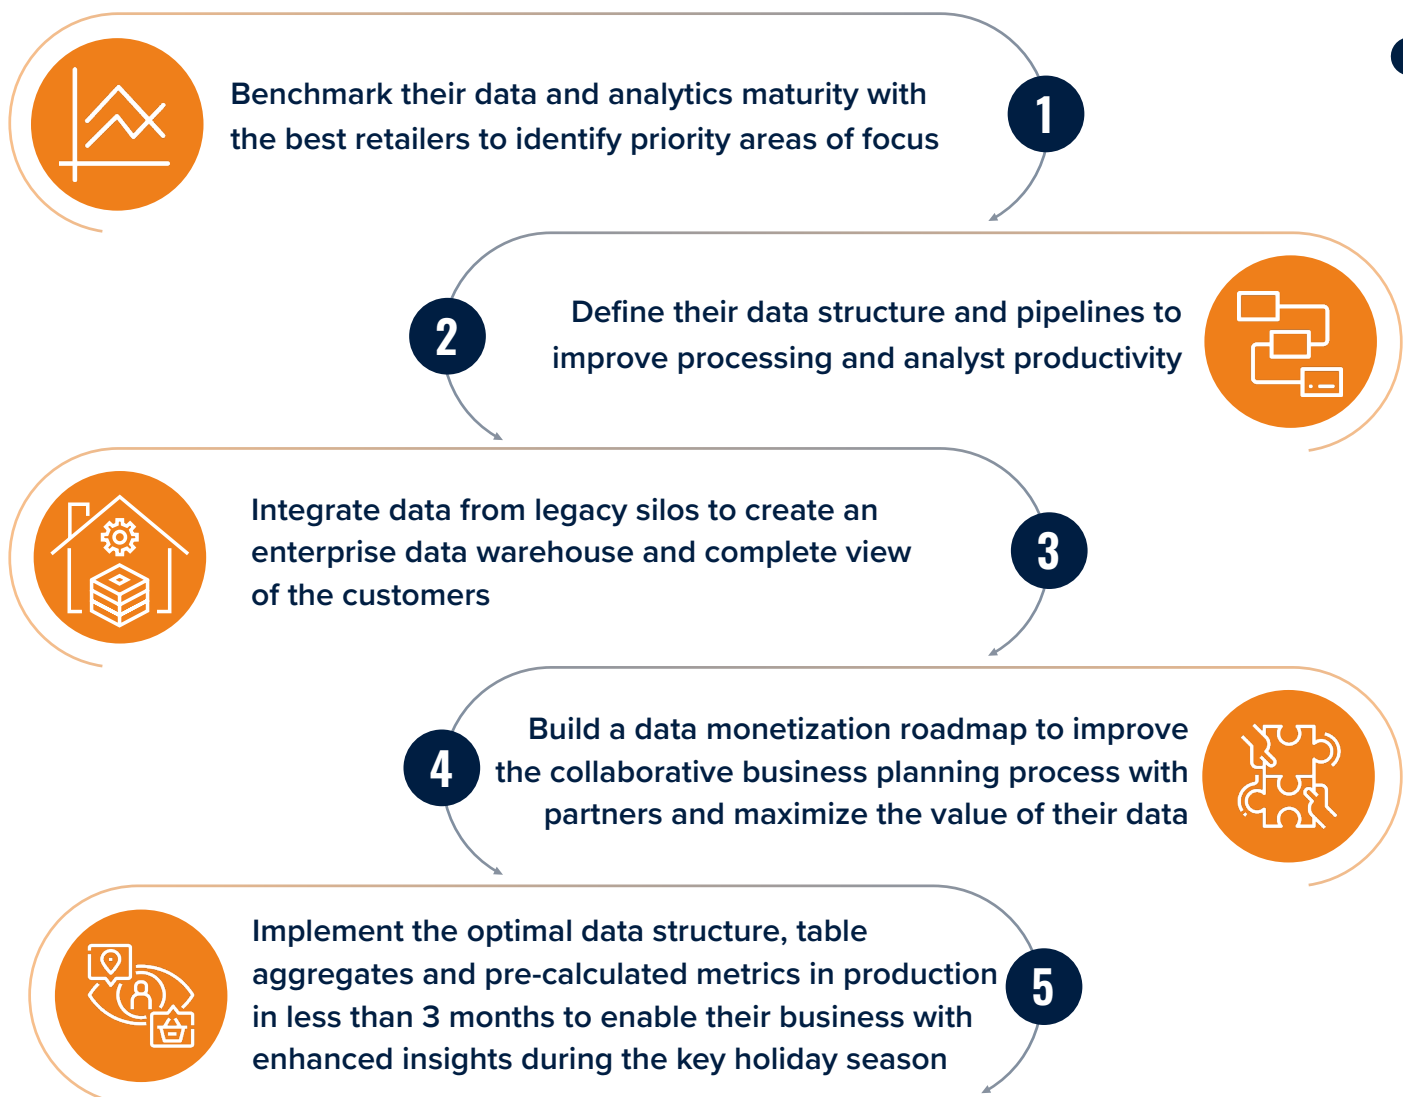 Benchmark their data and analytics maturity with
the best retailers to identify priority areas of focus
1
2
Define their data structure and pipelines to
improve processing and analyst productivity
Integrate data from legacy silos to create an
enterprise data warehouse and complete view
of the customers
3
4
Build a data monetization roadmap to improve
the collaborative business planning process with
partners and maximize the value of their data
Implement the optimal data structure, table
aggregates and pre-calculated metrics in production
in less than 3 months to enable their business with
enhanced insights during the key holiday season
5